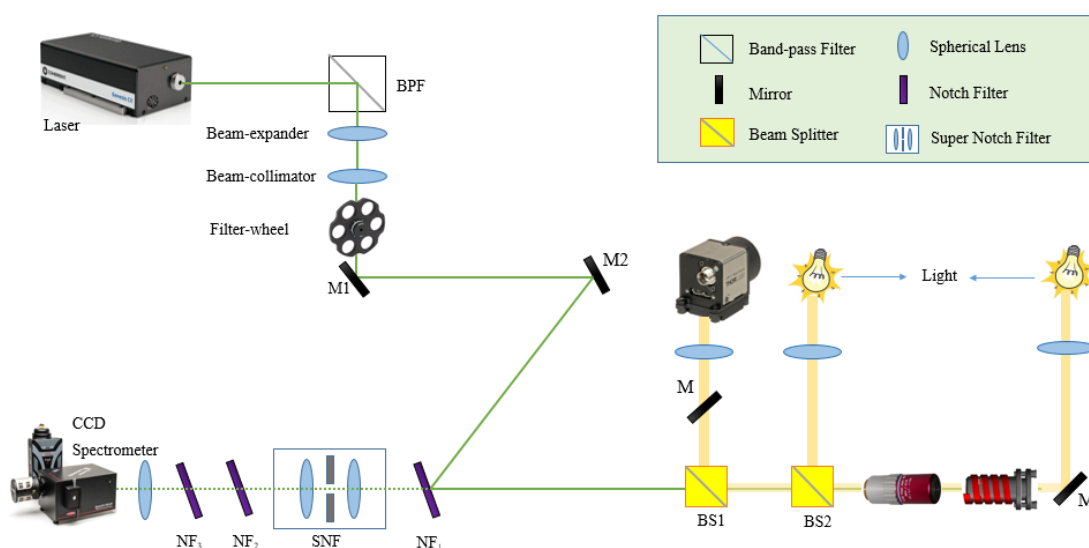 Laser
BPF
Beam-expander
Beam-collimator
Filter-wheel
M1
M2
Band-pass Filter
Spherical Lens
Mirror
Notch Filter
Beam Splitter
Super Notch Filter
Light
M
CCD
Spectrometer
NF₃
NF₂
SNF
NF₁
BS1
BS2
M